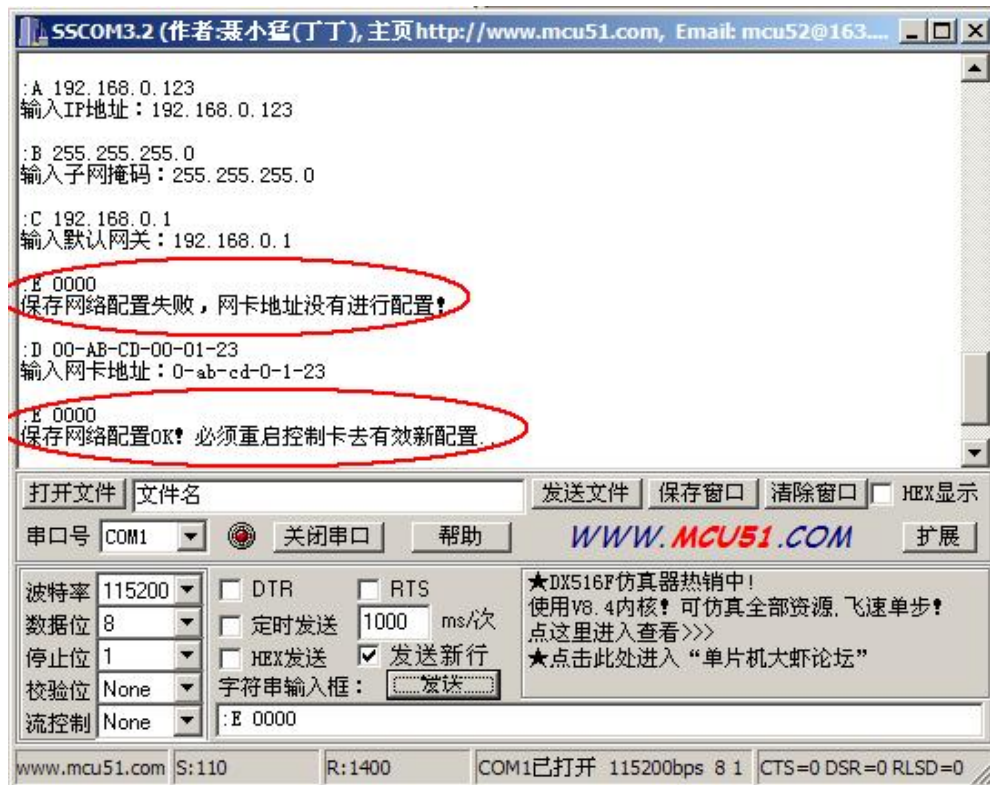 SSCOM3.2 (作者:聂小猛(丁丁), 主页http://www.mcu51.com, Email: mcu52@163....
:A 192.168.0.123
输入IP地址：192.168.0.123
:B 255.255.255.0
输入子网掩码：255.255.255.0
:C 192.168.0.1
输入默认网关：192.168.0.1
:E 0000
保存网络配置失败，网卡地址没有进行配置！
:D 00-AB-CD-00-01-23
输入网卡地址：0-ab-cd-0-1-23
:E 0000
保存网络配置OK！必须重启控制卡去有效新配置..
打开文件 文件名 发送文件 保存窗口 清除窗口 HEX显示
串口号 COM1 关闭串口 帮助 WWW.MCU51.COM 扩展
波特率 115200 DTR RTS
数据位 8 定时发送 1000 ms/次
停止位 1 HEX发送 发送新行
校验位 None 字符串输入框： 发送
流控制 None :E 0000
★DX516F仿真器热销中！
使用V8.4内核！可仿真全部资源,飞速单步！
点这里进入查看>>>
★点击此处进入“单片机大虾论坛”
www.mcu51.com S:110 R:1400 COM1已打开 115200bps 8 1 CTS=0 DSR=0 RLSD=0